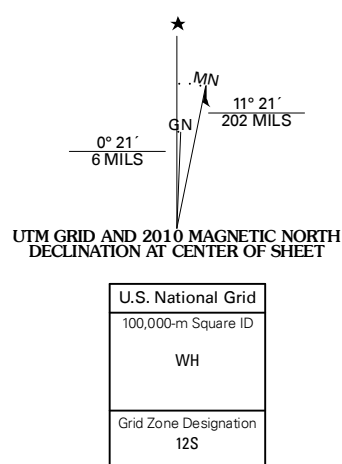 MN
11° 21´
202 MILS
GN
0° 21´
6 MILS
UTM GRID AND 2010 MAGNETIC NORTH
DECLINATION AT CENTER OF SHEET
U.S. National Grid
100,000-m Square ID
WH
Grid Zone Designation
12S